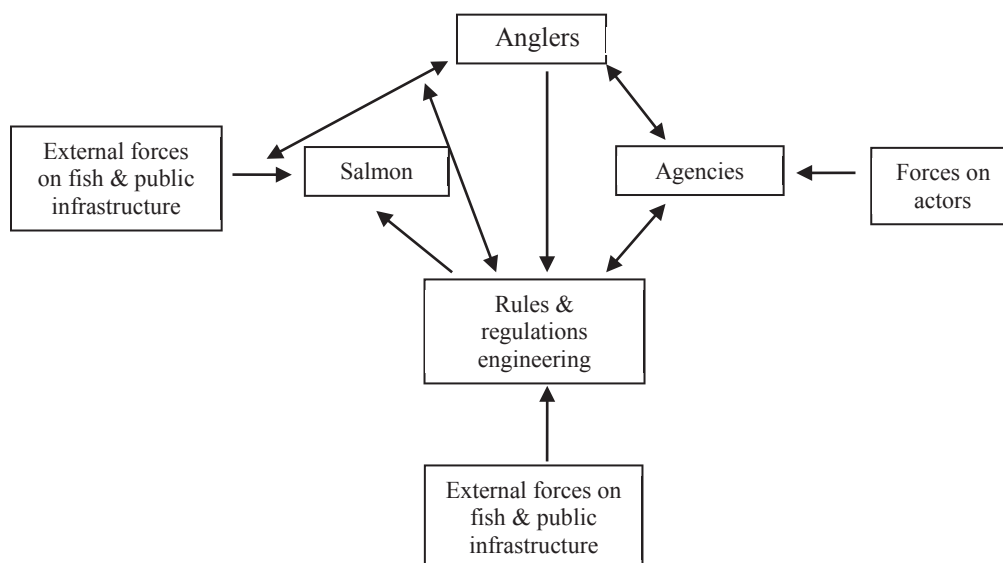 Anglers
External forces
on fish & public
infrastructure
Salmon
Agencies
Forces on
actors
Rules &
regulations
engineering
External forces on
fish & public
infrastructure